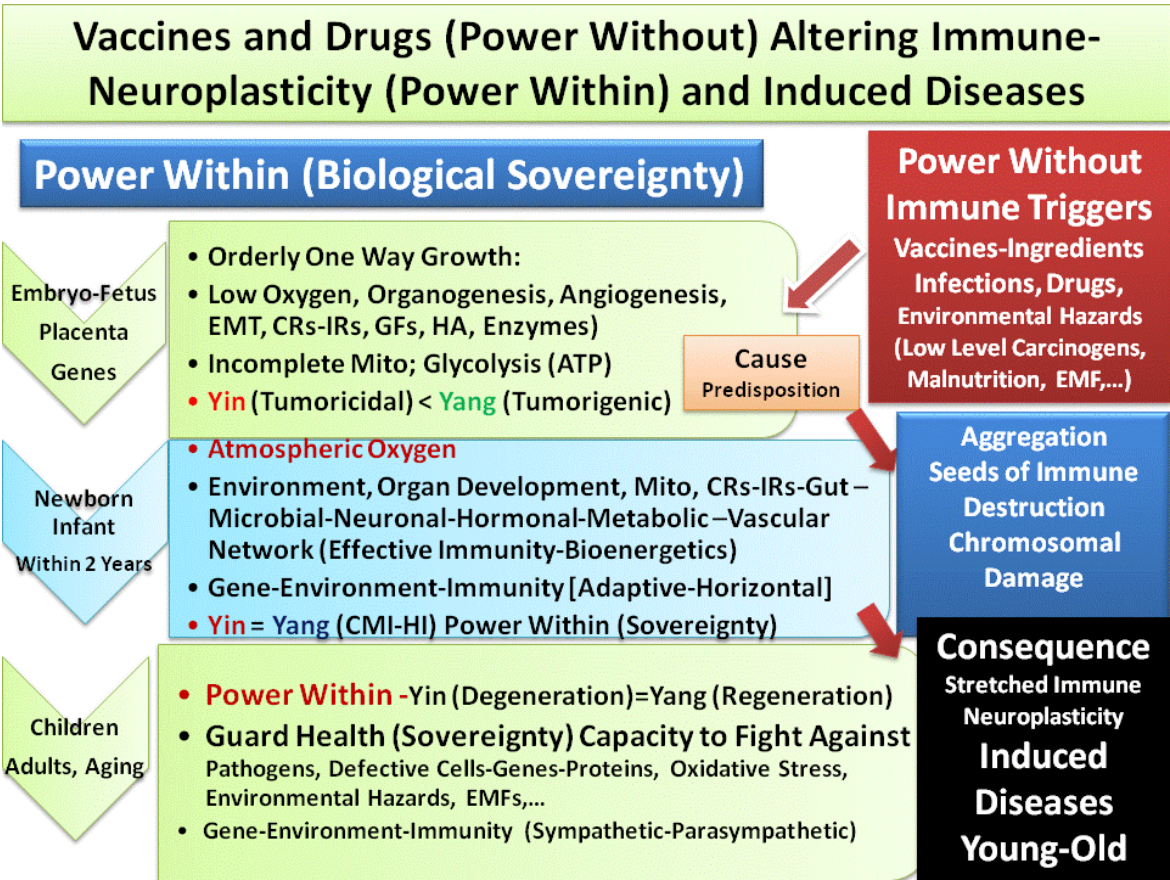 Vaccines and Drugs (Power Without) Altering Immune-
Neuroplasticity (Power Within) and Induced Diseases
Power Within (Biological Sovereignty)
Power Without
Immune Triggers
Vaccines-Ingredients
Infections, Drugs,
Environmental Hazards
(Low Level Carcinogens,
Malnutrition, EMF,...)
Embryo-Fetus
Placenta
Genes
• Orderly One Way Growth:
• Low Oxygen, Organogenesis, Angiogenesis,
EMT, CRs-IRs, GFs, HA, Enzymes)
• Incomplete Mito; Glycolysis (ATP)
• Yin (Tumoricidal) < Yang (Tumorigenic)
Cause
Predisposition
Newborn
Infant
Within 2 Years
• Atmospheric Oxygen
• Environment, Organ Development, Mito, CRs-IRs-Gut –
Microbial-Neuronal-Hormonal-Metabolic –Vascular
Network (Effective Immunity-Bioenergetics)
• Gene-Environment-Immunity [Adaptive-Horizontal]
• Yin = Yang (CMI-HI) Power Within (Sovereignty)
Aggregation
Seeds of Immune
Destruction
Chromosomal
Damage
Children
Adults, Aging
• Power Within -Yin (Degeneration)=Yang (Regeneration)
• Guard Health (Sovereignty) Capacity to Fight Against
Pathogens, Defective Cells-Genes-Proteins, Oxidative Stress,
Environmental Hazards, EMFs,...
• Gene-Environment-Immunity (Sympathetic-Parasympathetic)
Consequence
Stretched Immune
Neuroplasticity
Induced
Diseases
Young-Old